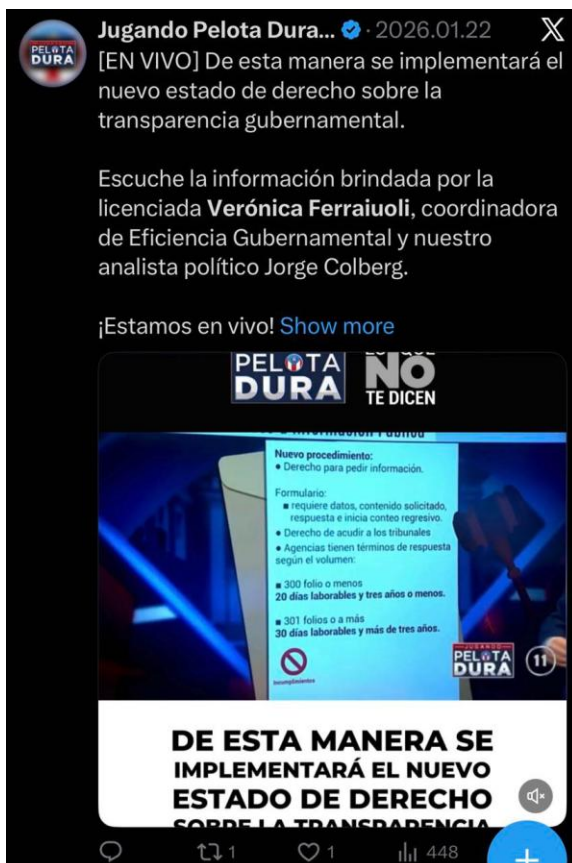 Jugando Pelota Dura... · 2026.01.22 X
[EN VIVO] De esta manera se implementará el
nuevo estado de derecho sobre la
transparencia gubernamental.
Escuche la información brindada por la
licenciada Verónica Ferraiuoli, coordinadora
de Eficiencia Gubernamental y nuestro
analista político Jorge Colberg.
¡Estamos en vivo! Show more
PELOTA
DURA
NO
TE DICEN
Nuevo procedimiento:
• Derecho para pedir información.
Formulario:
■ requiere datos, contenido solicitado,
respuesta e inicia conteo regresivo.
• Derecho de acudir a los tribunales
• Agencias tienen términos de respuesta
según el volumen:
■ 300 folio o menos
20 días laborables y tres años o menos.
■ 301 folios o a más
30 días laborables y más de tres años.
Incumplimientos
JUGANDO
PELOTA
DURA
11
DE ESTA MANERA SE
IMPLEMENTARÁ EL NUEVO
ESTADO DE DERECHO
SOBRE LA TRANSPARENCIA
1 1 448
PELOTA
DURA